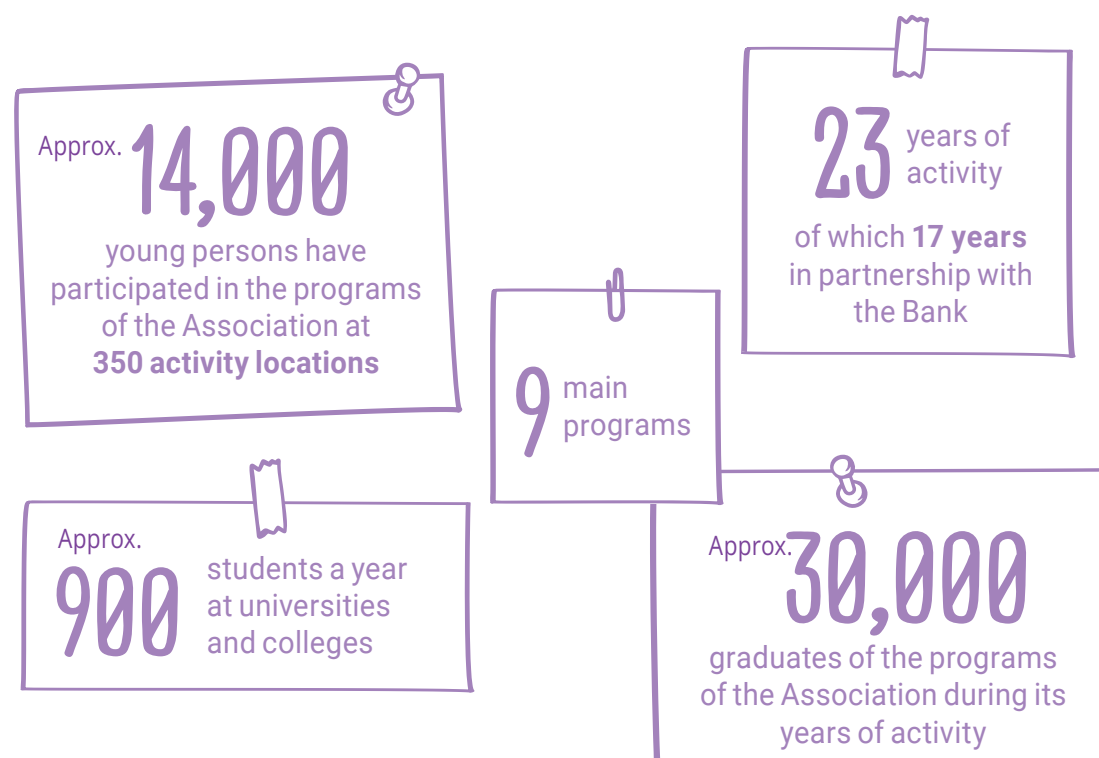 Approx. 14,000
young persons have
participated in the programs
of the Association at
350 activity locations
23 years of
activity
of which 17 years
in partnership with
the Bank
9 main
programs
Approx.
900 students a year
at universities
and colleges
Approx. 30,000
graduates of the programs
of the Association during its
years of activity